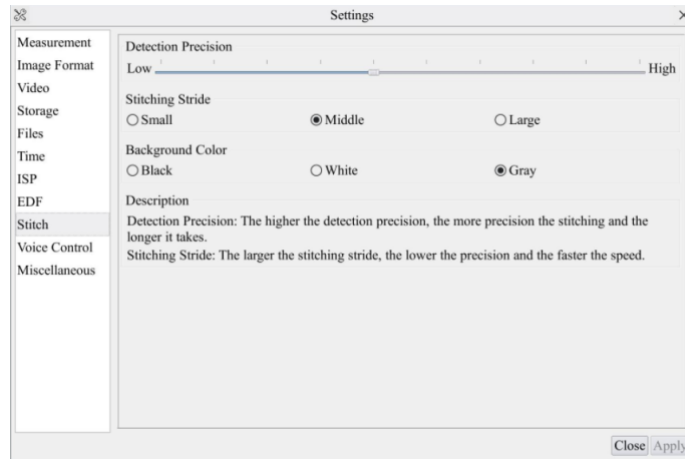 Settings
Measurement
Image Format
Video
Storage
Files
Time
ISP
EDF
Stitch
Voice Control
Miscellaneous
Detection Precision
Low High
Stitching Stride
Small Middle Large
Background Color
Black White Gray
Description
Detection Precision: The higher the detection precision, the more precision the stitching and the
longer it takes.
Stitching Stride: The larger the stitching stride, the lower the precision and the faster the speed.
Close Apply